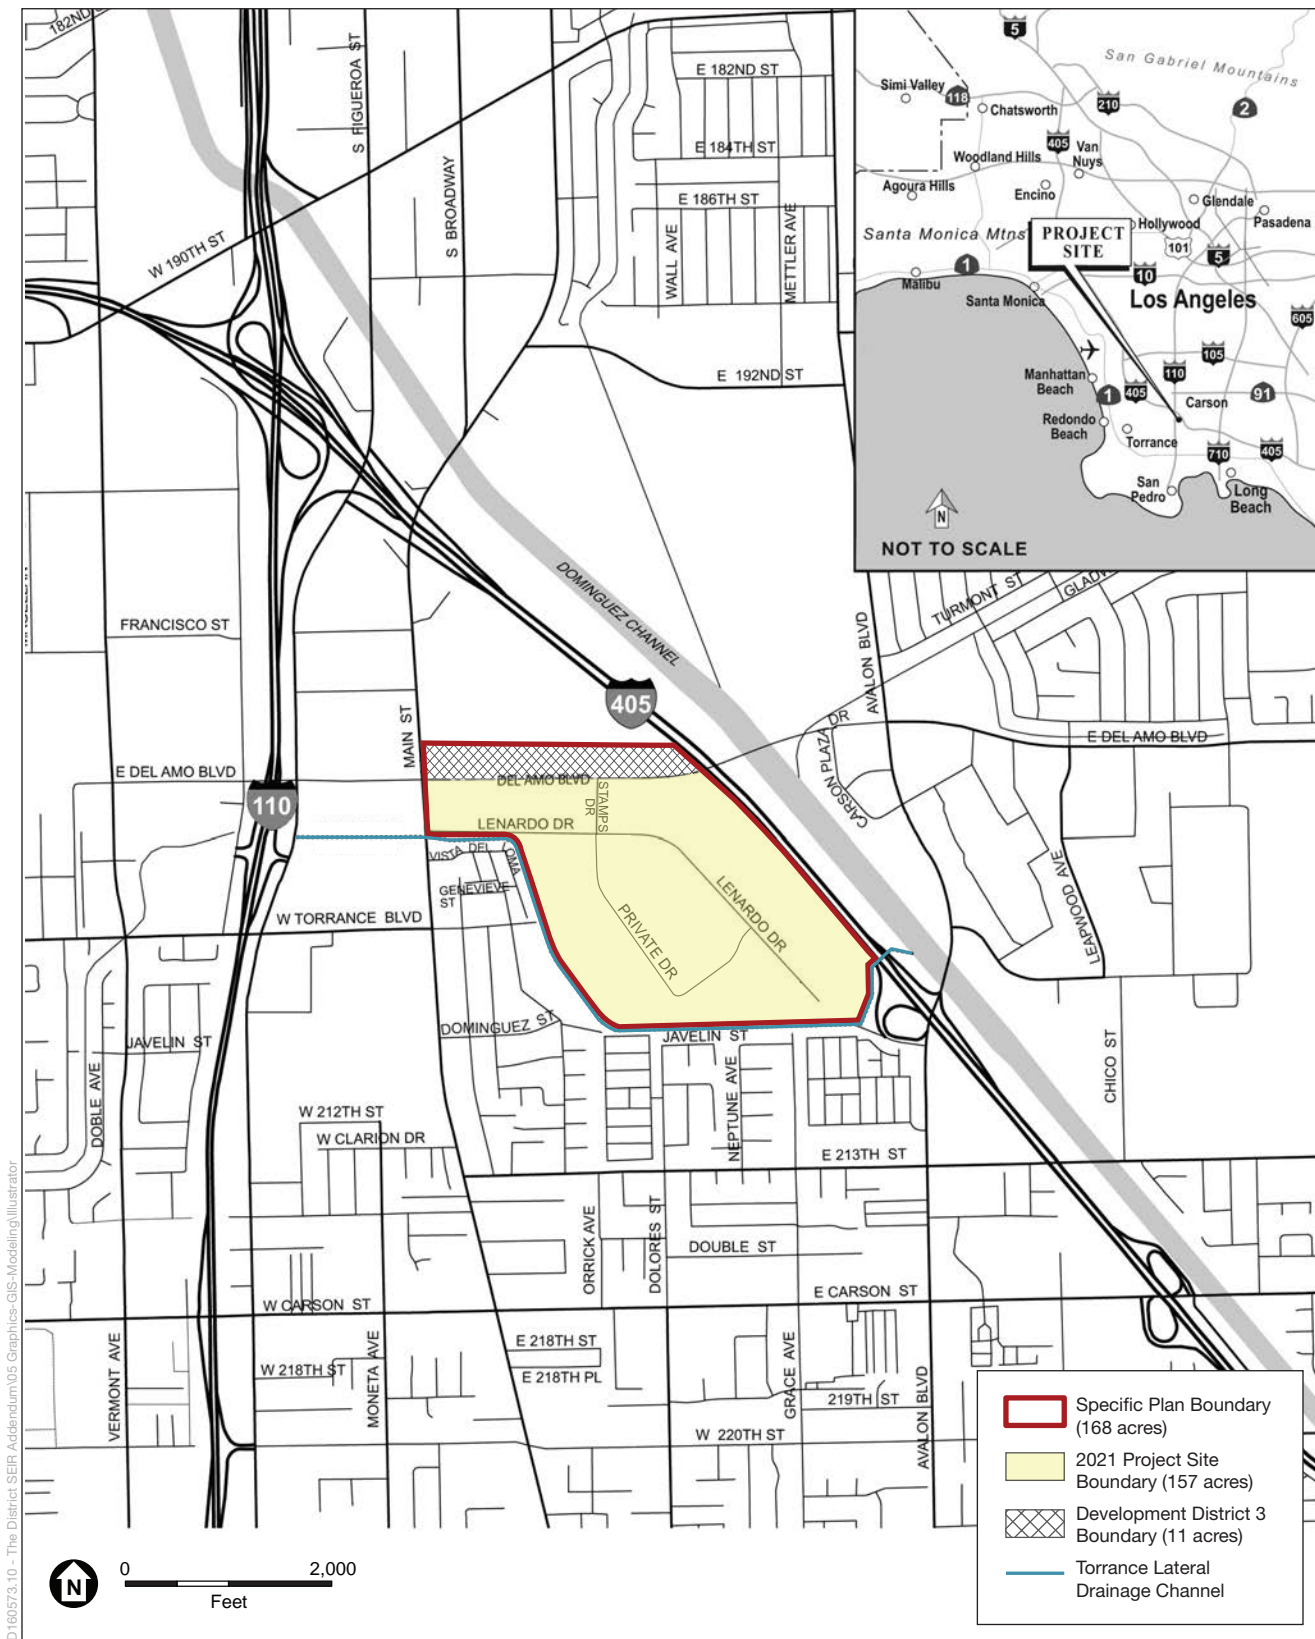 182ND
S FIGUEROA ST
S BROADWAY
W 190TH ST
E 182ND ST
E 184TH ST
E 186TH ST
WALL AVE
METTLER AVE
E 192ND ST
5
San Gabriel Mountains
Simi Valley
118
Chatsworth
210
2
405
Van
Nuys
Woodland Hills
Agoura Hills
Encino
Glendale
Pasadena
Hollywood
Santa Monica Mtns
PROJECT
SITE
101
1
5
Malibu
10
Santa Monica
Los Angeles
605
105
Manhattan
Beach
110
1
405
91
Carson
Redondo
Beach
Torrance
710
405
San
Pedro
Long
Beach
N
NOT TO SCALE
DOMINGUEZ CHANNEL
TURMONT ST
AVALON BLVD
FRANCISCO ST
405
MAIN ST
CARSON PLAZA DR
E DEL AMO BLVD
E DEL AMO BLVD
DEL AMO BLVD
110
STAMPS
DR
LENARDO DR
VISTA DEL
LOMA
GENEVIEVE
ST
LENARDO DR
PRIVATE DR
LEAPWOOD AVE
W TORRANCE BLVD
DOMINGUEZ ST
JAVELIN ST
JAVELIN ST
DOBLE AVE
NEPTUNE AVE
CHICO ST
W 212TH ST
W CLARION DR
E 213TH ST
ORRICK AVE
DOLORES ST
DOUBLE ST
W CARSON ST
E CARSON ST
VERMONT AVE
W 218TH ST
MONETA AVE
E 218TH ST
E 218TH PL
GRACE AVE
219TH ST
AVALON BLVD
W 220TH ST
Specific Plan Boundary
(168 acres)
2021 Project Site
Boundary (157 acres)
Development District 3
Boundary (11 acres)
Torrance Lateral
Drainage Channel
N
0 2,000
Feet
D160573.10 - The District SEIR Addendum\05 Graphics-GIS-Modeling\Illustrator